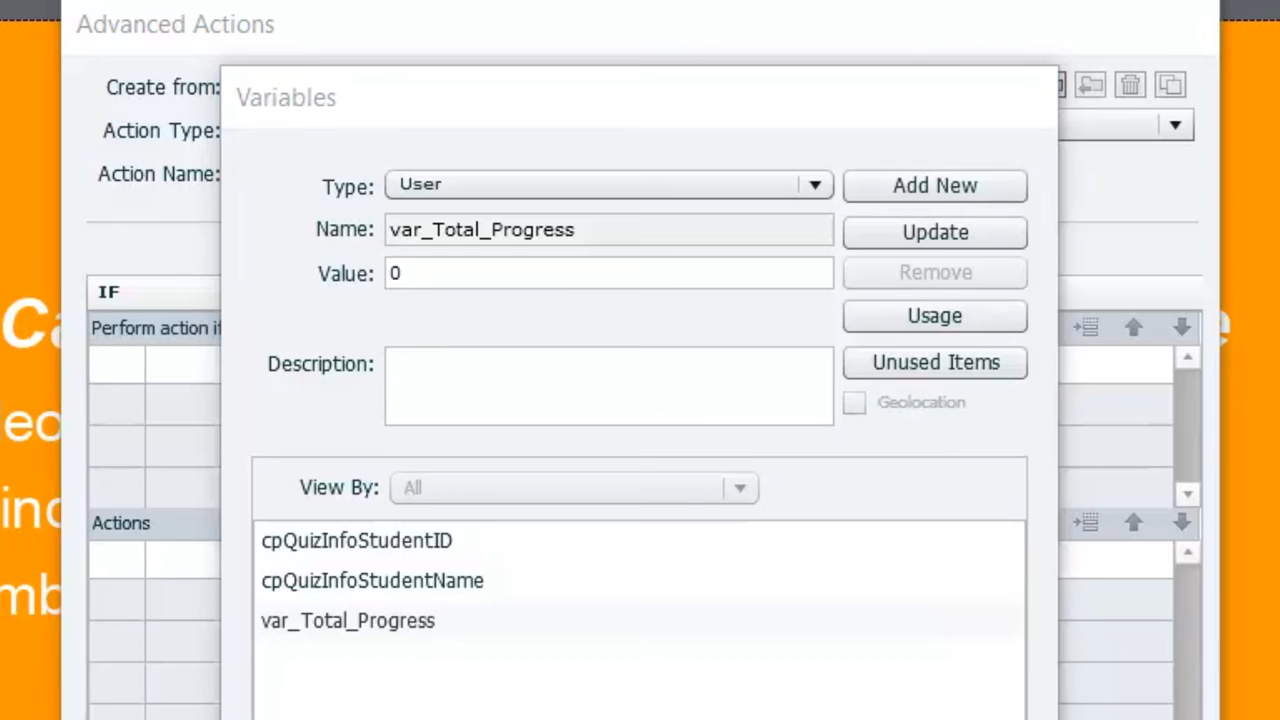 Advanced Actions
Create from:
Variables
Action Type:
Action Name:
Type: User Add New
Name: var_Total_Progress Update
Value: 0 Remove
IF
Usage
Perform action if
Description: Unused Items
Geolocation
View By: All
Actions
cpQuizInfoStudentID
cpQuizInfoStudentName
var_Total_Progress